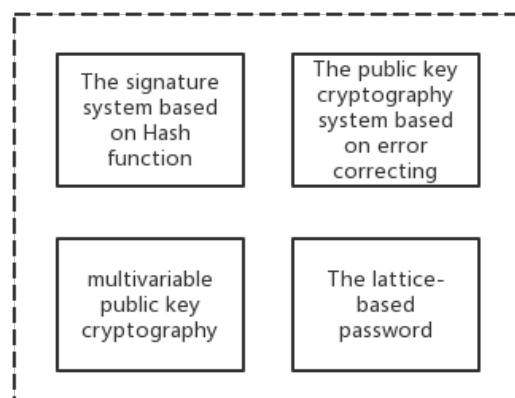 The signature
system based
on Hash
function
The public key
cryptography
system based
on error
correcting
multivariable
public key
cryptography
The lattice-
based
password